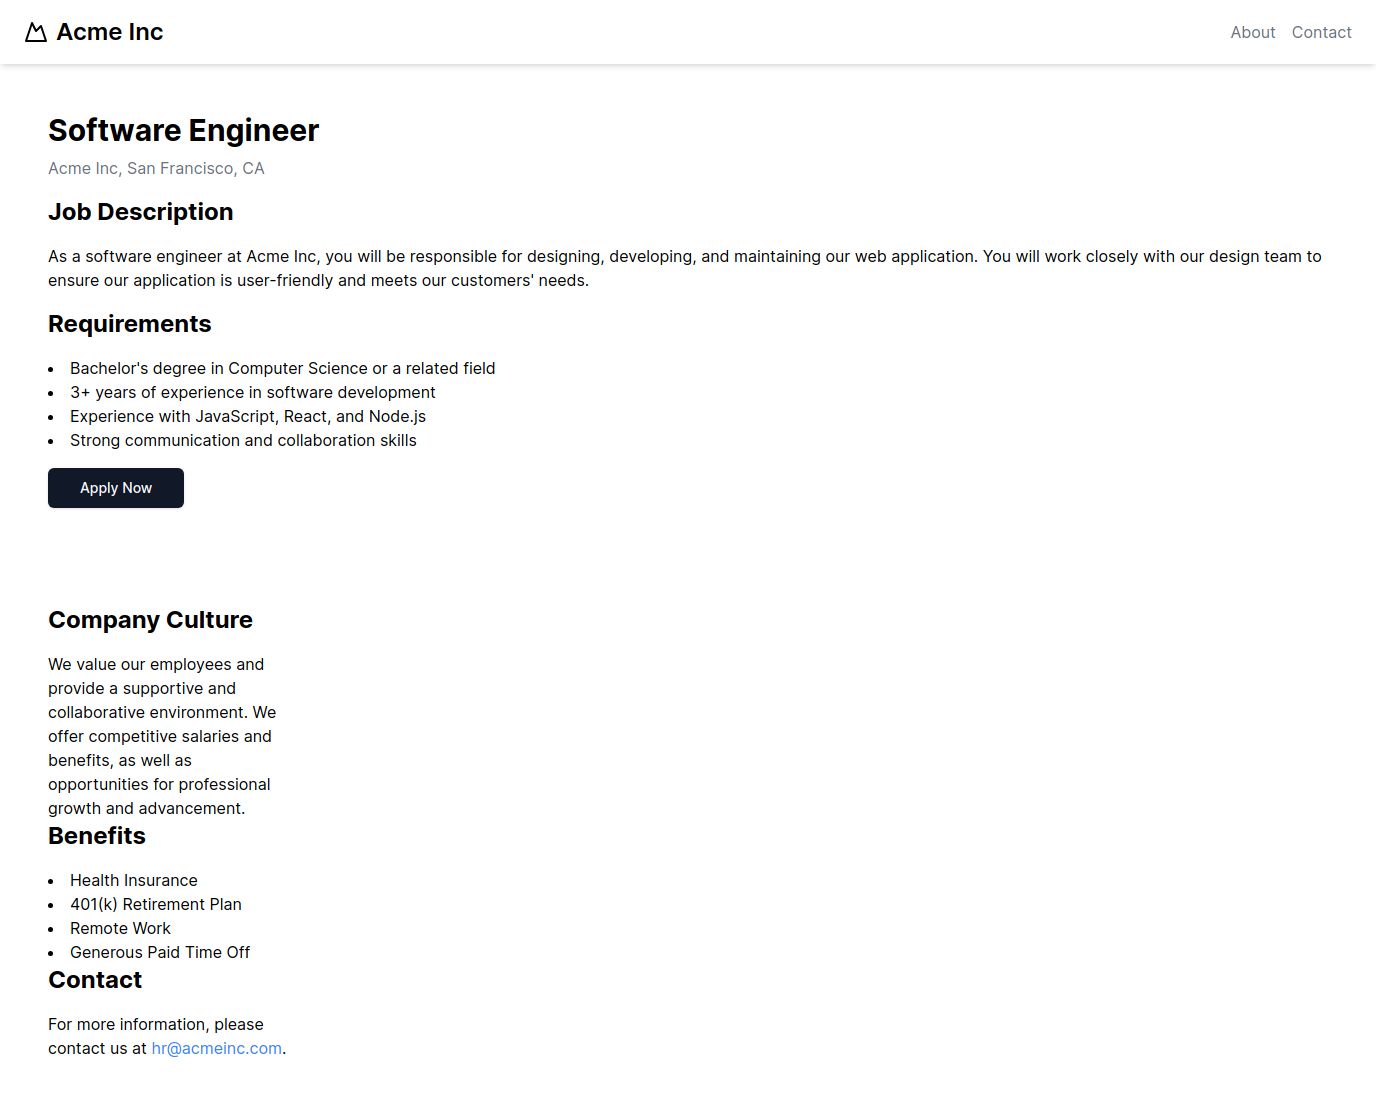 Acme Inc
About Contact
Software Engineer
Acme Inc, San Francisco, CA
Job Description
As a software engineer at Acme Inc, you will be responsible for designing, developing, and maintaining our web application. You will work closely with our design team to
ensure our application is user-friendly and meets our customers' needs.
Requirements
• Bachelor's degree in Computer Science or a related field
• 3+ years of experience in software development
• Experience with JavaScript, React, and Node.js
• Strong communication and collaboration skills
Apply Now
Company Culture
We value our employees and
provide a supportive and
collaborative environment. We
offer competitive salaries and
benefits, as well as
opportunities for professional
growth and advancement.
Benefits
• Health Insurance
• 401(k) Retirement Plan
• Remote Work
• Generous Paid Time Off
Contact
For more information, please
contact us at hr@acmeinc.com.